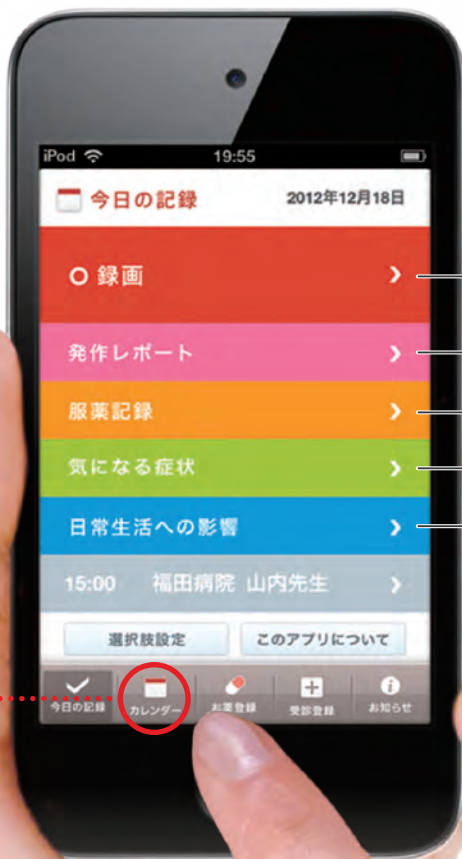 iPod 19:55
今日の記録 2012年12月18日
録画
発作レポート
服薬記録
気になる症状
日常生活への影響
15:00 福田病院 山内先生
選択肢設定 このアプリについて
今日の記録 カレンダー お薬登録 受診登録 お知らせ